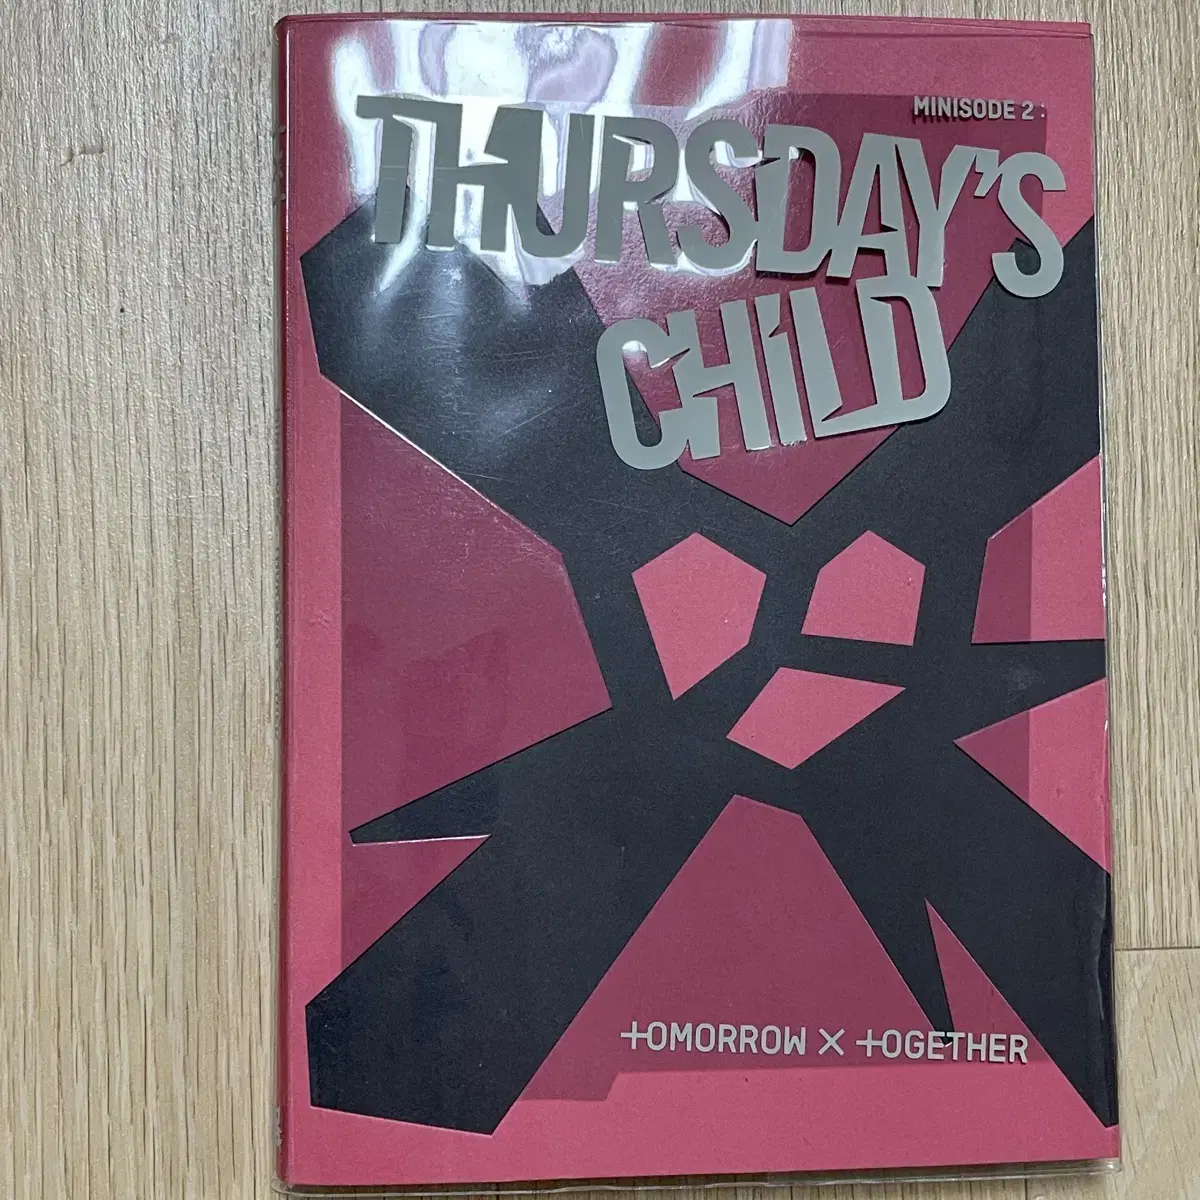 MINISODE 2 :
THURSDAY'S
CHiLD
TOMORROW X TOGETHER